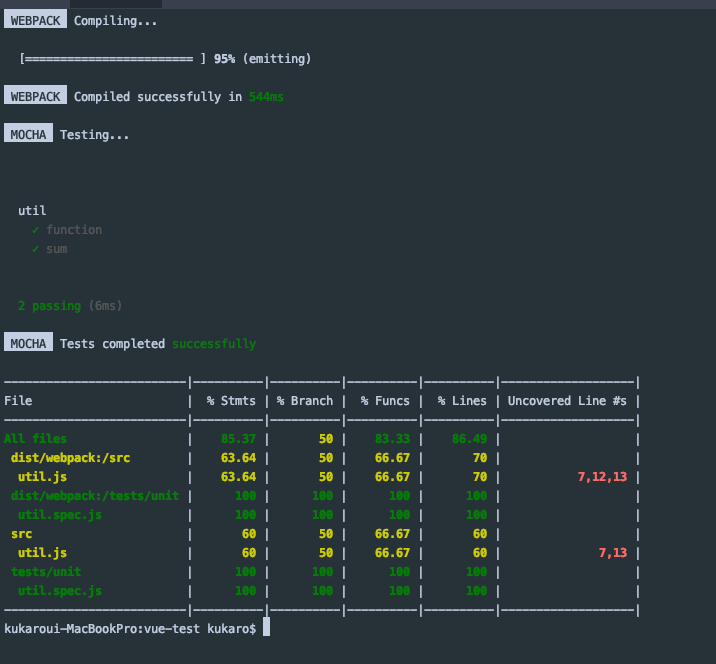 WEBPACK Compiling...
[======================== ] 95% (emitting)
WEBPACK Compiled successfully in 544ms
MOCHA Testing...
util
✓ function
✓ sum
2 passing (6ms)
MOCHA Tests completed successfully
--------------------------|----------|----------|----------|----------|-------------------|
File | % Stmts | % Branch | % Funcs | % Lines | Uncovered Line #s |
--------------------------|----------|----------|----------|----------|-------------------|
All files | 85.37 | 50 | 83.33 | 86.49 | |
dist/webpack:/src | 63.64 | 50 | 66.67 | 70 | |
util.js | 63.64 | 50 | 66.67 | 70 | 7,12,13 |
dist/webpack:/tests/unit | 100 | 100 | 100 | 100 | |
util.spec.js | 100 | 100 | 100 | 100 | |
src | 60 | 50 | 66.67 | 60 | |
util.js | 60 | 50 | 66.67 | 60 | 7,13 |
tests/unit | 100 | 100 | 100 | 100 | |
util.spec.js | 100 | 100 | 100 | 100 | |
--------------------------|----------|----------|----------|----------|-------------------|
kukaroui-MacBookPro:vue-test kukaro$